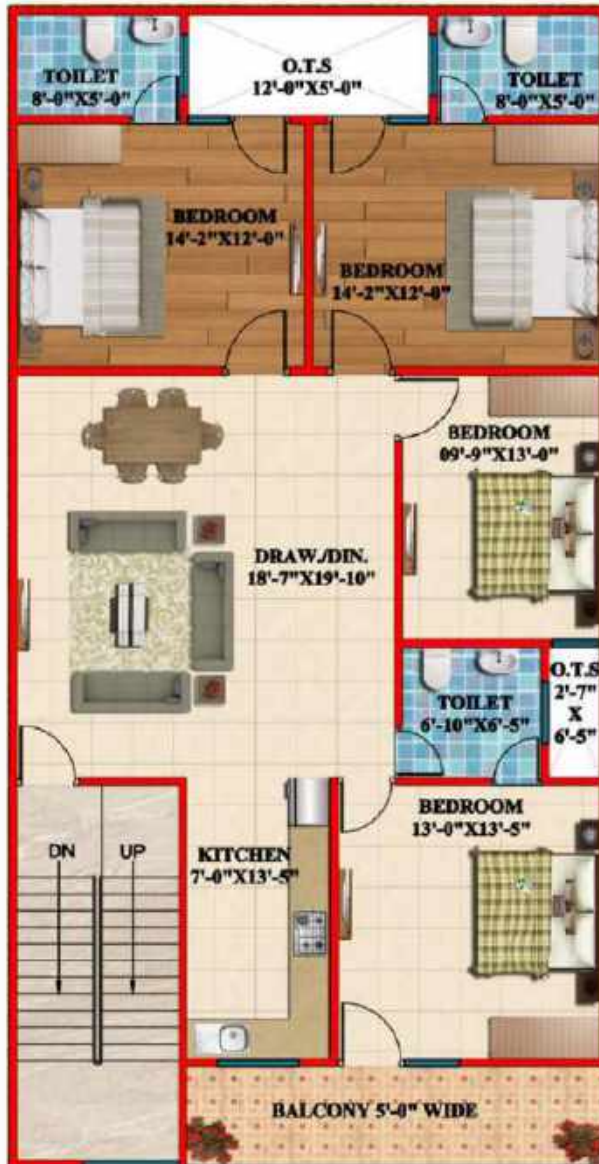 TOILET
8'-0"X5'-0"
O.T.S
12'-0"X5'-0"
TOILET
8'-0"X5'-0"
BEDROOM
14'-2"X12'-0"
BEDROOM
14'-2"X12'-0"
BEDROOM
09'-9"X13'-0"
DRAW./DIN.
18'-7"X19'-10"
TOILET
6'-10"X6'-5"
O.T.S
2'-7"
X
6'-5"
BEDROOM
13'-0"X13'-5"
DN UP
KITCHEN
7'-0"X13'-5"
BALCONY 5'-0" WIDE